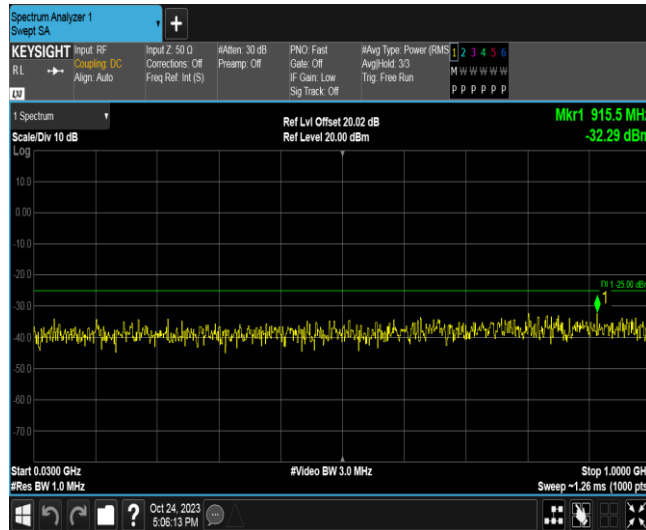 Spectrum Analyzer 1
Swept SA
+
KEYSIGHT
RL
LXI
Input: RF
Coupling: DC
Align: Auto
Input Z: 50 Ω
Corrections: Off
Freq Ref: Int (S)
#Atten: 30 dB
Preamp: Off
PNO: Fast
Gate: Off
IF Gain: Low
Sig Track: Off
#Avg Type: Power (RMS
Avg|Hold: 3/3
Trig: Free Run
1 2 3 4 5 6
M W W W W W
P P P P P P
1 Spectrum
Scale/Div 10 dB
Log
Ref Lvl Offset 20.02 dB
Ref Level 20.00 dBm
Mkr1 915.5 MHz
-32.29 dBm
10.0
0.00
-10.0
-20.0
DL1 -25.00 dBm
1
-30.0
-40.0
-50.0
-60.0
-70.0
Start 0.0300 GHz
#Res BW 1.0 MHz
#Video BW 3.0 MHz
Stop 1.0000 GH
Sweep ~1.26 ms (1000 pts
?
Oct 24, 2023
5:06:13 PM